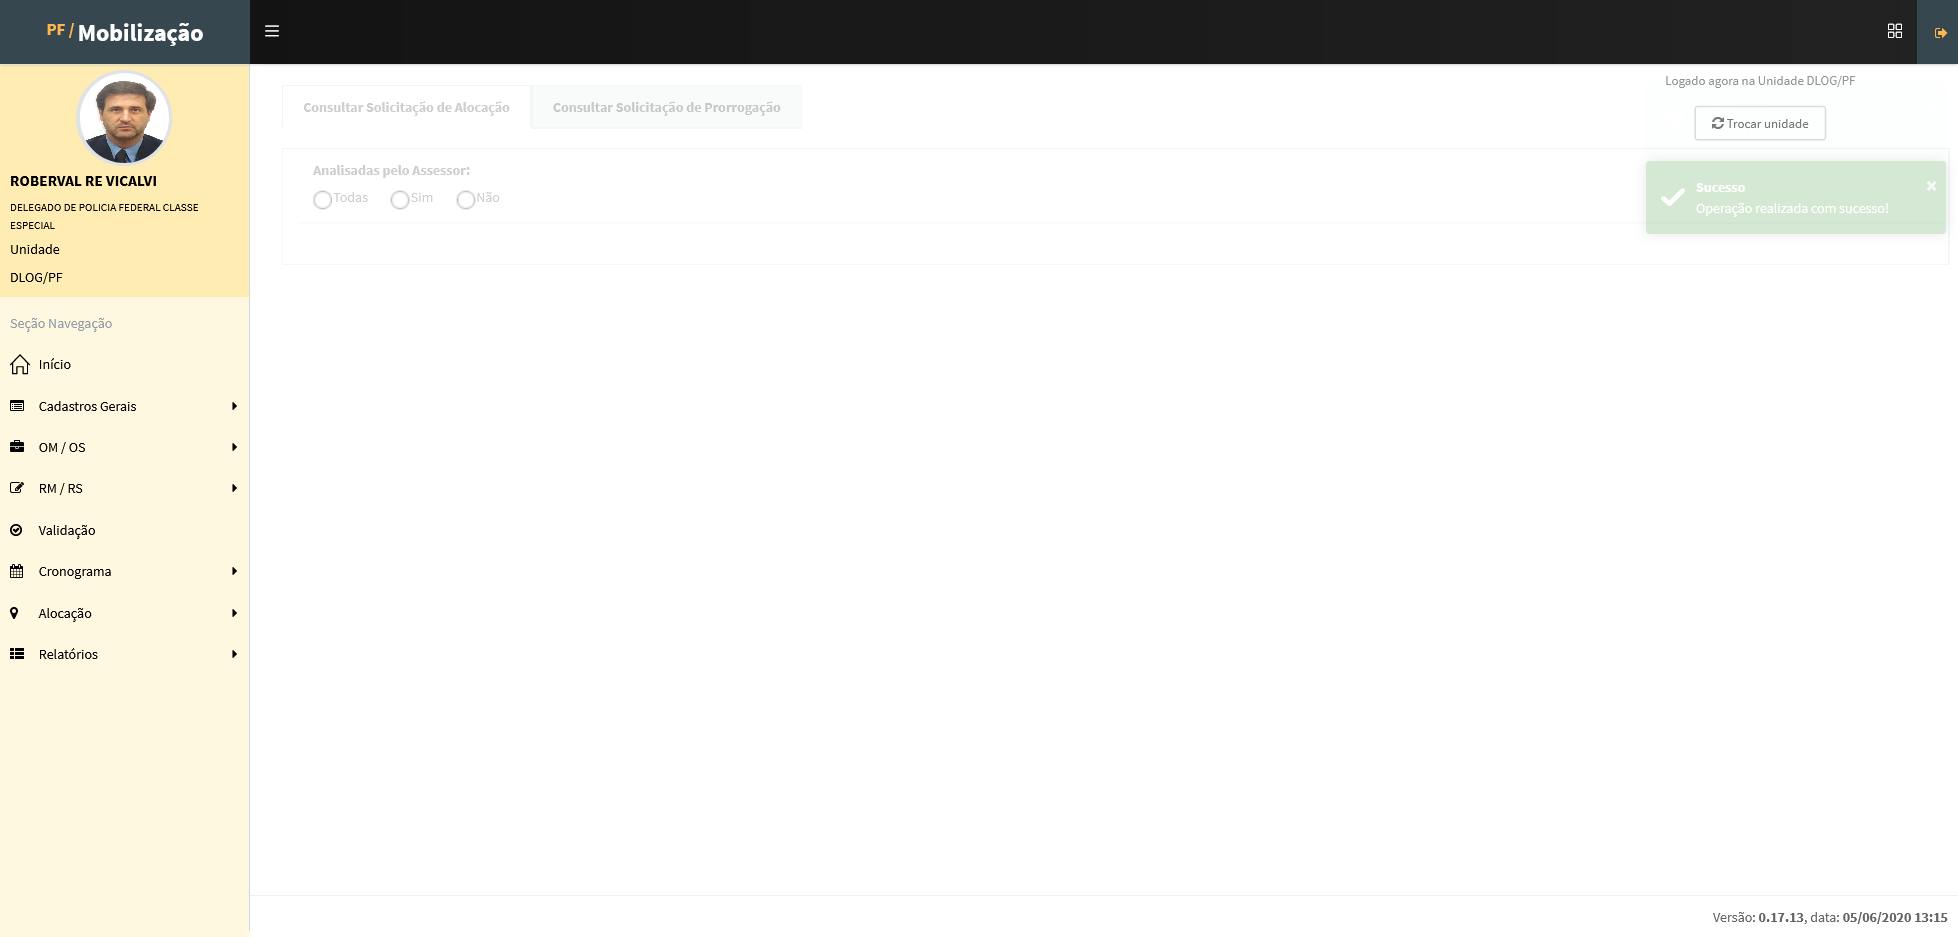 PF / Mobilização
Logado agora na Unidade DLOG/PF
Trocar unidade
ROBERVAL RE VICALVI
DELEGADO DE POLICIA FEDERAL CLASSE
ESPECIAL
Unidade
DLOG/PF
Seção Navegação
Início
Cadastros Gerais
OM / OS
RM / RS
Validação
Cronograma
Alocação
Relatórios
Consultar Solicitação de Alocação
Consultar Solicitação de Prorrogação
Analisadas pelo Assessor:
Todas Sim Não
Sucesso
Operação realizada com sucesso!
Versão: 0.17.13, data: 05/06/2020 13:15